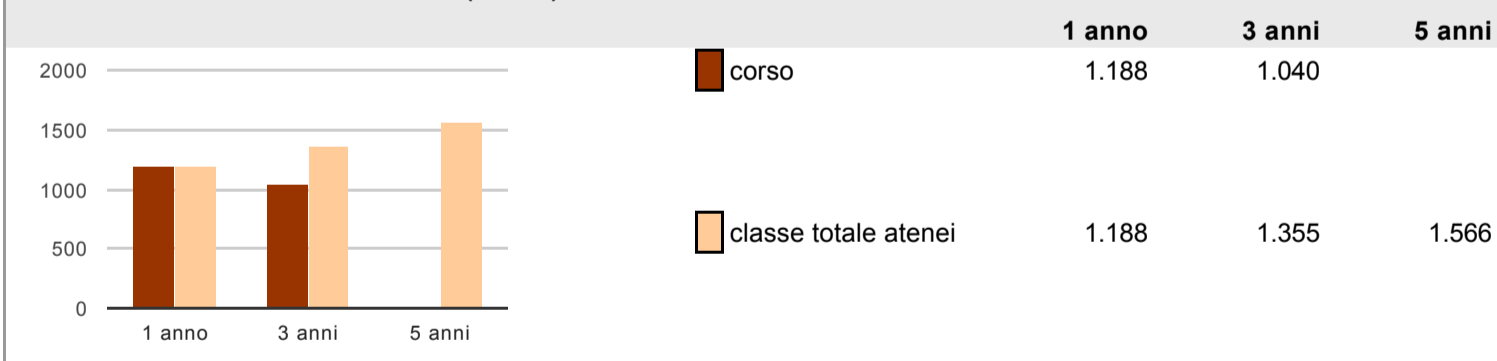 1 anno 3 anni 5 anni
2000
1500
1000
500
0
1 anno 3 anni 5 anni
corso 1.188 1.040
classe totale atenei 1.188 1.355 1.566